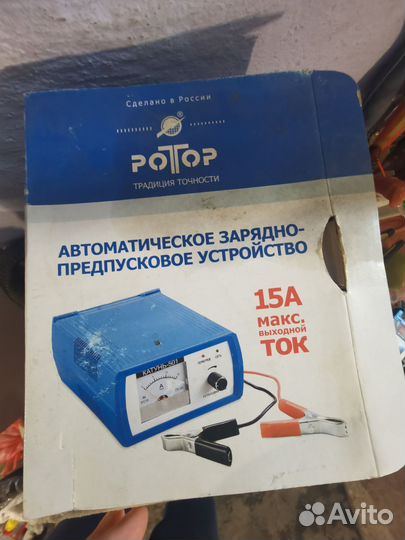 Сделано в России
РОТОР
ТРАДИЦИЯ ТОЧНОСТИ
АВТОМАТИЧЕСКОЕ ЗАРЯДНО-
ПРЕДПУСКОВОЕ УСТРОЙСТВО
15А
макс.
выходной
ТОК
КАТУНЬ-501
А
Avito